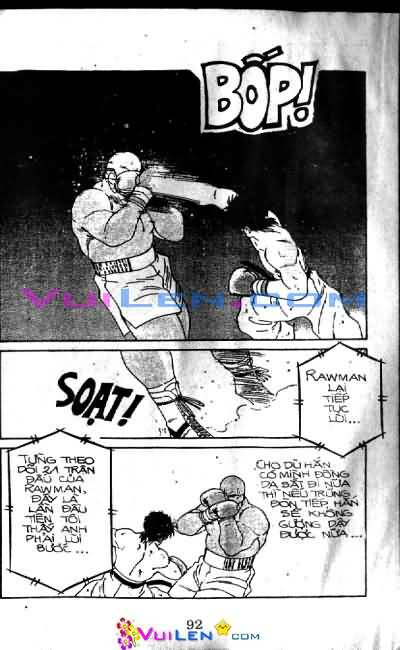 BỐP!
VUILEN.COM
SOẠT!
RAWMAN
LẠI
TIẾP
TỤC
LÙI...
TỪNG THEO
DÕI 21 TRẬN
ĐẤU CỦA
RAWMAN,
ĐÂY LÀ
LẦN ĐẦU
TIÊN TÔI
THẤY ANH
PHẢI LÙI
BƯỚC...
CHO DÙ HẮN
CÓ MÌNH ĐỒNG
DA SẮT ĐI NỮA
THÌ NẾU TRÚNG
ĐÒN TIẾP, HẮN
SẼ KHÔNG
GƯỢNG DẬY
ĐƯỢC NỮA...
92
VUILEN.COM